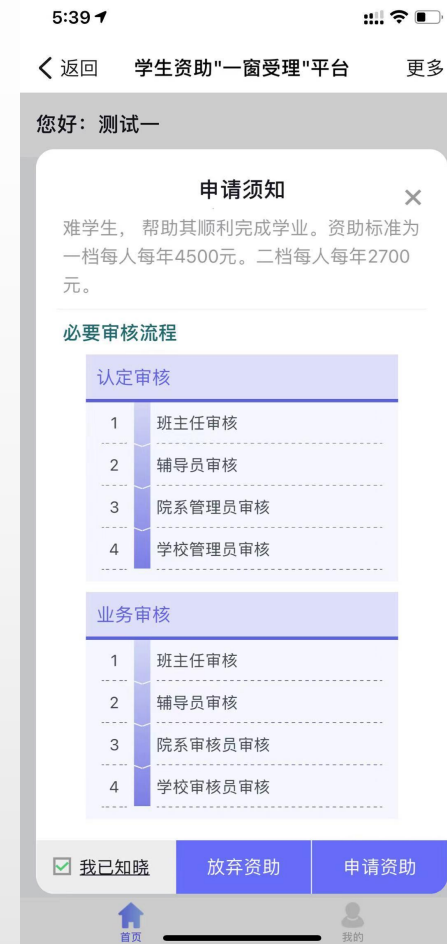 5:39
返回 学生资助"一窗受理"平台 更多
您好：测试一
申请须知
难学生， 帮助其顺利完成学业。资助标准为
一档每人每年4500元。二档每人每年2700
元。
必要审核流程
认定审核
1 班主任审核
2 辅导员审核
3 院系管理员审核
4 学校管理员审核
业务审核
1 班主任审核
2 辅导员审核
3 院系审核员审核
4 学校审核员审核
我已知晓 放弃资助 申请资助
首页 我的